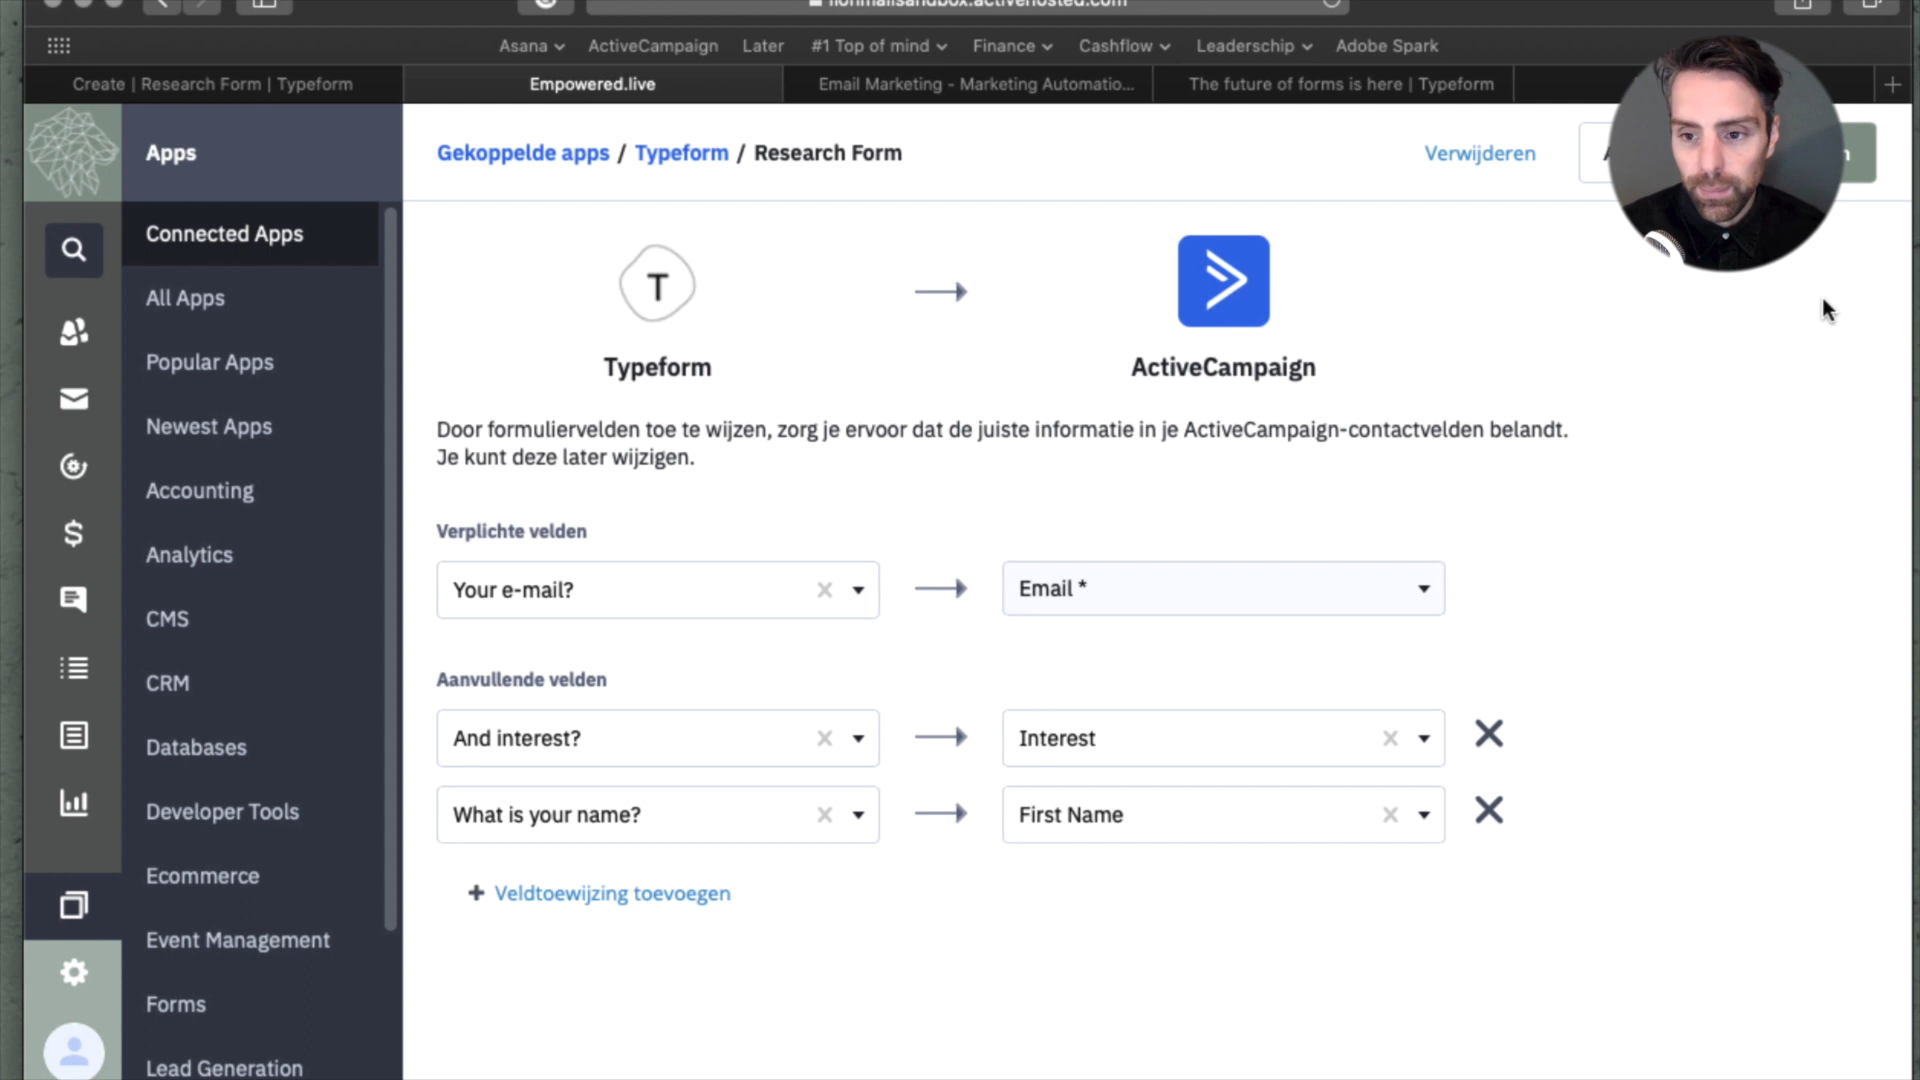 Asana
ActiveCampaign
Later
#1 Top of mind
Finance
Cashflow
Leaderschip
Adobe Spark
Create | Research Form | Typeform
Empowered.live
Email Marketing - Marketing Automatio...
The future of forms is here | Typeform
Apps
Connected Apps
All Apps
Popular Apps
Newest Apps
Accounting
Analytics
CMS
CRM
Databases
Developer Tools
Ecommerce
Event Management
Forms
Lead Generation
Gekoppelde apps / Typeform / Research Form
Verwijderen
T
Typeform
ActiveCampaign
Door formuliervelden toe te wijzen, zorg je ervoor dat de juiste informatie in je ActiveCampaign-contactvelden belandt.
Je kunt deze later wijzigen.
Verplichte velden
Your e-mail?
Email *
Aanvullende velden
And interest?
Interest
What is your name?
First Name
+ Veldtoewijzing toevoegen